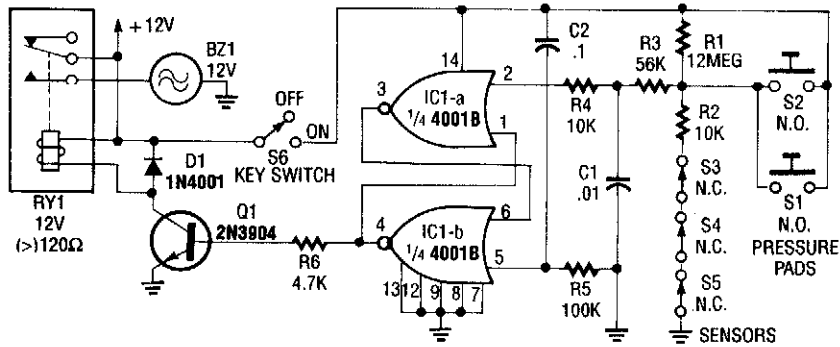 +12V
BZ1
12V
OFF
ON
S6
KEY SWITCH
D1
1N4001
RY1
12V
(>)120Ω
Q1
2N3904
R6
4.7K
14
C2
.1
3
IC1-a
1/4 4001B
2
1
R4
10K
R3
56K
R1
12MEG
R2
10K
C1
.01
S2
N.O.
S1
N.O.
PRESSURE
PADS
S3
N.C.
S4
N.C.
S5
N.C.
SENSORS
4
IC1-b
1/4 4001B
6
5
13
12
9
8
7
R5
100K